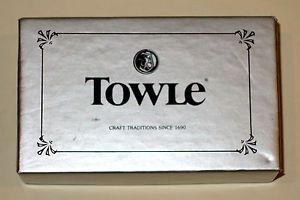 TOWLE®
CRAFT TRADITIONS SINCE 1690